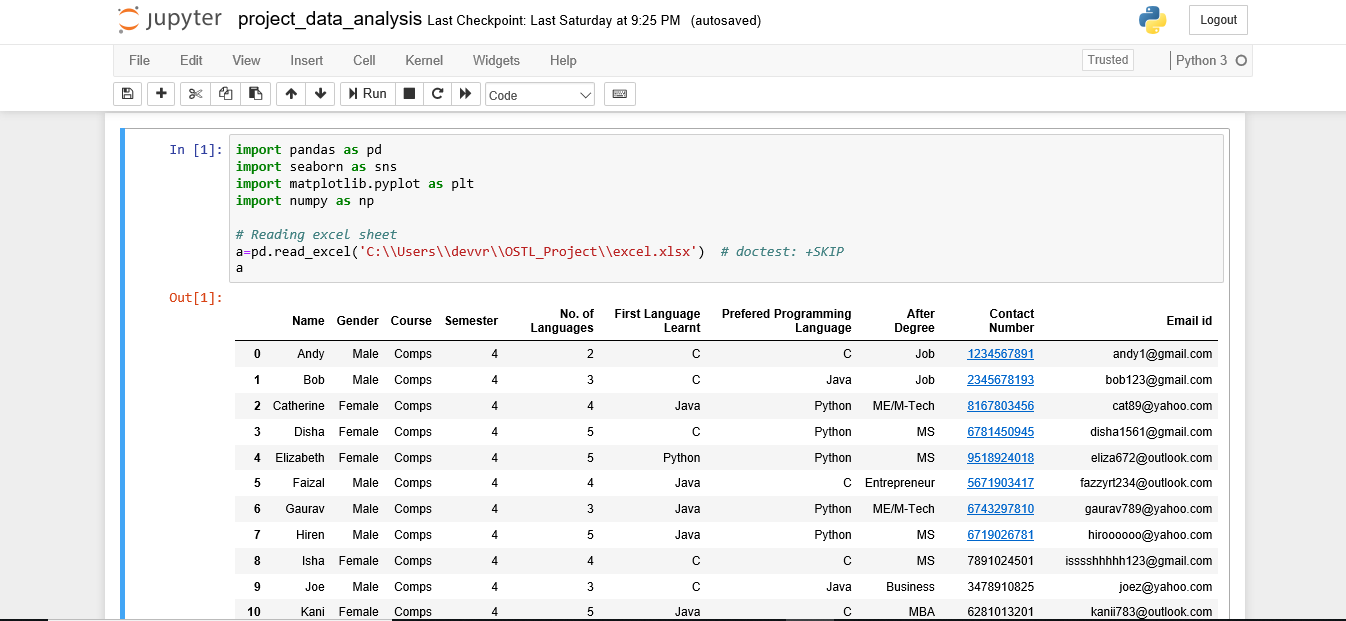 jupyter project_data_analysis Last Checkpoint: Last Saturday at 9:25 PM (autosaved) Logout
File Edit View Insert Cell Kernel Widgets Help Trusted Python 3
Run Code
In [1]: import pandas as pd
import seaborn as sns
import matplotlib.pyplot as plt
import numpy as np
# Reading excel sheet
a=pd.read_excel('C:\\Users\\devvr\\OSTL_Project\\excel.xlsx') # doctest: +SKIP
a
Out[1]:
Name Gender Course Semester No. of Languages First Language Learnt Prefered Programming Language After Degree Contact Number Email id
0 Andy Male Comps 4 2 C C Job 1234567891 andy1@gmail.com
1 Bob Male Comps 4 3 C Java Job 2345678193 bob123@gmail.com
2 Catherine Female Comps 4 4 Java Python ME/M-Tech 8167803456 cat89@yahoo.com
3 Disha Female Comps 4 5 C Python MS 6781450945 disha1561@gmail.com
4 Elizabeth Female Comps 4 5 Python Python MS 9518924018 eliza672@outlook.com
5 Faizal Male Comps 4 4 Java C Entrepreneur 5671903417 fazzyrt234@outlook.com
6 Gaurav Male Comps 4 3 Java Python ME/M-Tech 6743297810 gaurav789@yahoo.com
7 Hiren Male Comps 4 5 Java Python MS 6719026781 hiroooooo@yahoo.com
8 Isha Female Comps 4 4 C C MS 7891024501 isssshhhhh123@gmail.com
9 Joe Male Comps 4 3 C Java Business 3478910825 joez@yahoo.com
10 Kani Female Comps 4 5 Java C MBA 6281013201 kanii783@outlook.com